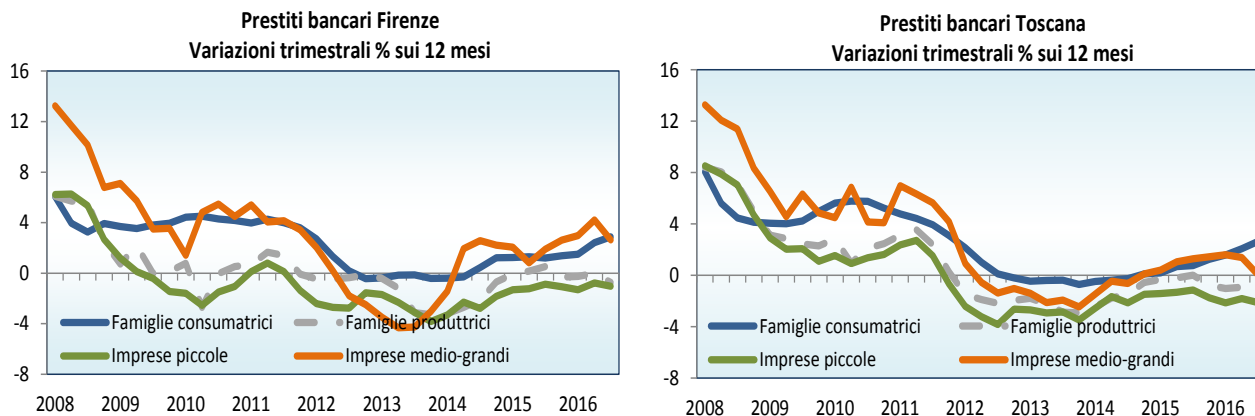 Prestiti bancari Firenze
Variazioni trimestrali % sui 12 mesi
16
12
8
4
0
-4
-8
Famiglie consumatrici
Famiglie produttrici
Imprese piccole
Imprese medio-grandi
2008 2009 2010 2011 2012 2013 2014 2015 2016
Prestiti bancari Toscana
Variazioni trimestrali % sui 12 mesi
16
12
8
4
0
-4
-8
Famiglie consumatrici
Famiglie produttrici
Imprese piccole
Imprese medio-grandi
2008 2009 2010 2011 2012 2013 2014 2015 2016